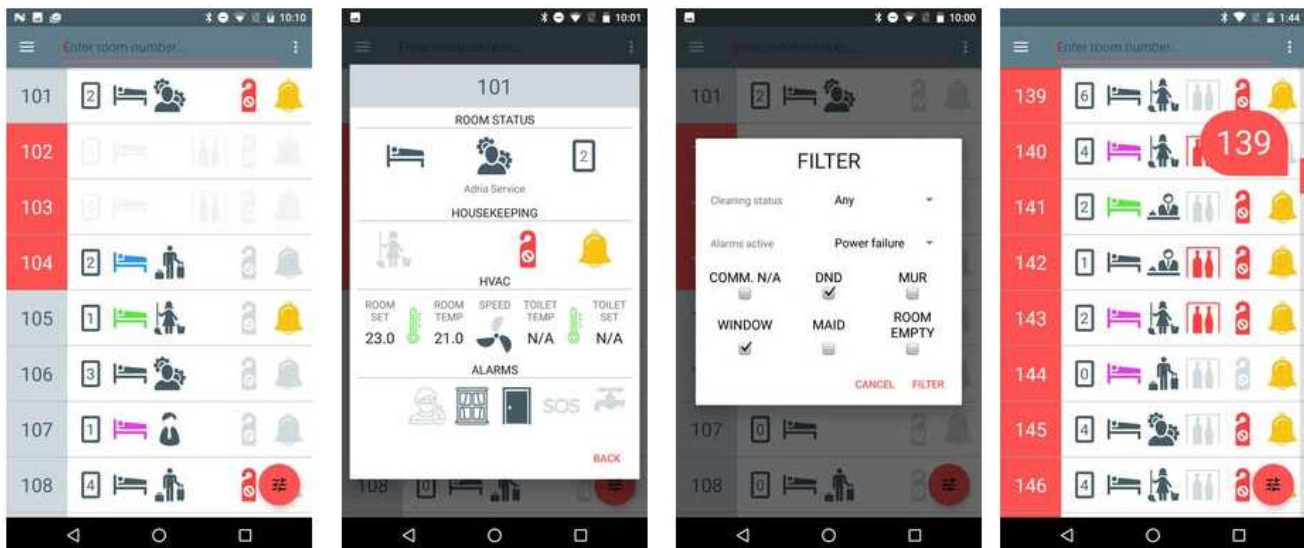 10:10
Enter room number...
101 2
102
103
104 2
105 1
106 3
107 1
108 4
10:01
101
ROOM STATUS
2
Adria Service
HOUSEKEEPING
HVAC
ROOM SET ROOM TEMP SPEED TOILET TEMP TOILET SET
23.0 21.0 N/A N/A
ALARMS
SOS
BACK
108 0
10:00
101 2
FILTER
Cleaning status Any
Alarms active Power failure
COMM. N/A DND MUR
WINDOW MAID ROOM EMPTY
CANCEL FILTER
107 0
108 0
1:44
Enter room number...
139 6
140 4
139
141 2
142 1
143 2
144 0
145 4
146 4